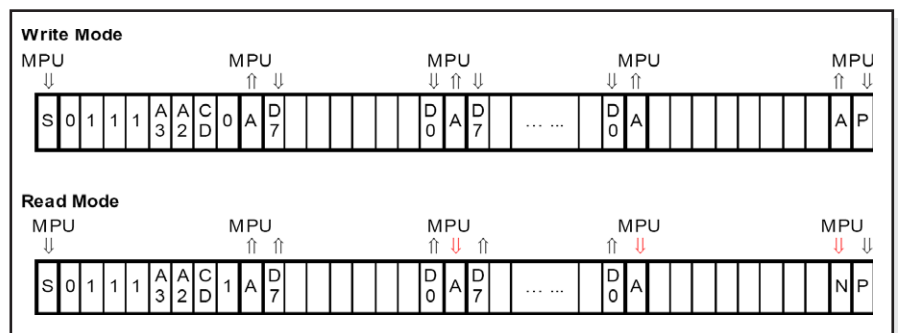 Write Mode
MPU MPU MPU MPU MPU
⇓ ⇑ ⇓ ⇓ ⇑ ⇓ ⇓ ⇑ ⇑ ⇓
S 0 1 1 1 A3 A2 CD 0 A D7 D0 A D7 ... ... D0 A A P
Read Mode
MPU MPU MPU MPU MPU
⇓ ⇑ ⇑ ⇑ ⇓ ⇑ ⇑ ⇓ ⇓ ⇓
S 0 1 1 1 A3 A2 CD 1 A D7 D0 A D7 ... ... D0 A N P